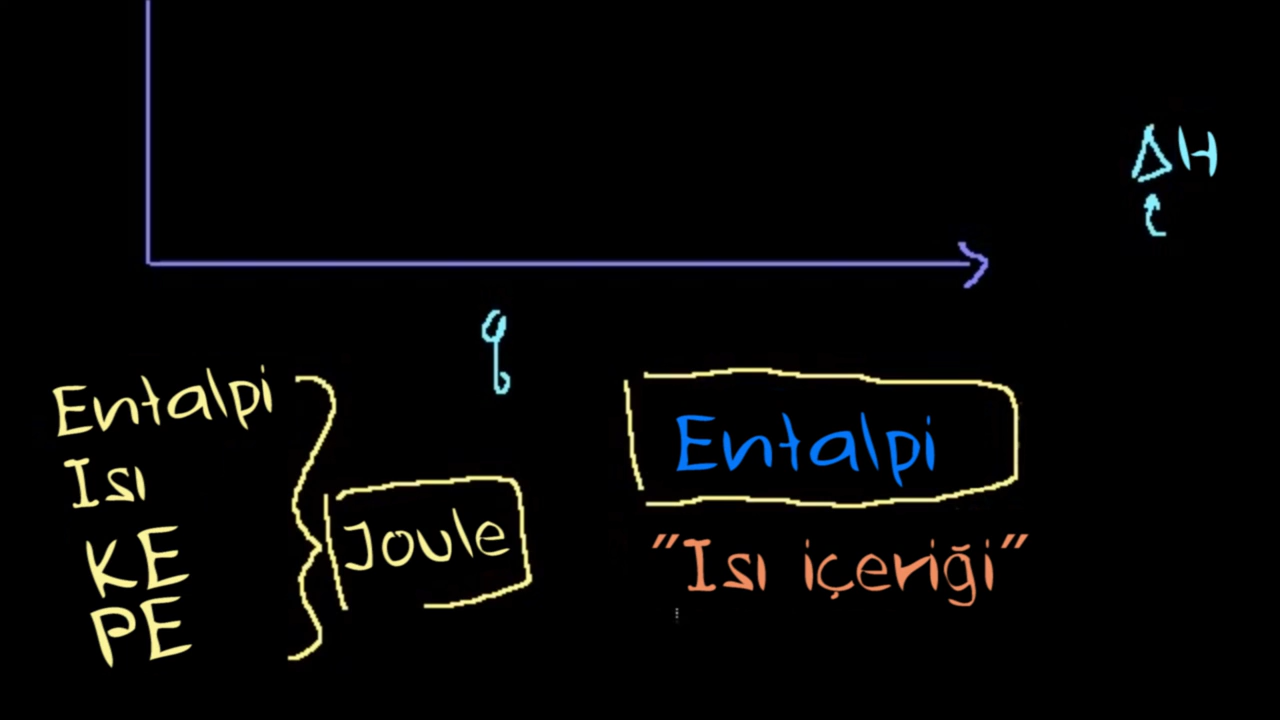 ΔH
q
Entalpi
Isı
KE
PE
Joule
Entalpi
"Isı içeriği"